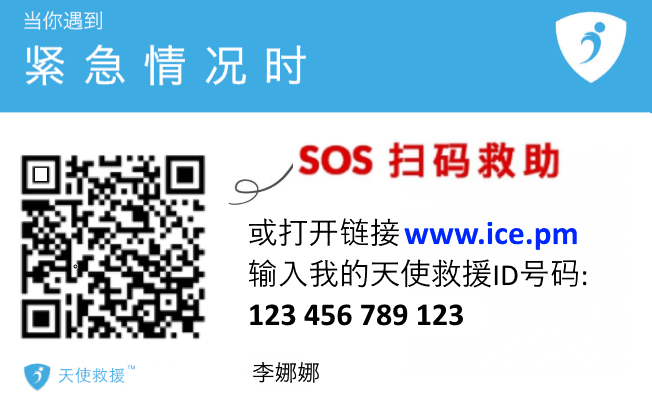 当你遇到
紧急情况时
SOS 扫码救助
或打开链接 www.ice.pm
输入我的天使救援ID号码:
123 456 789 123
天使救援™
李娜娜